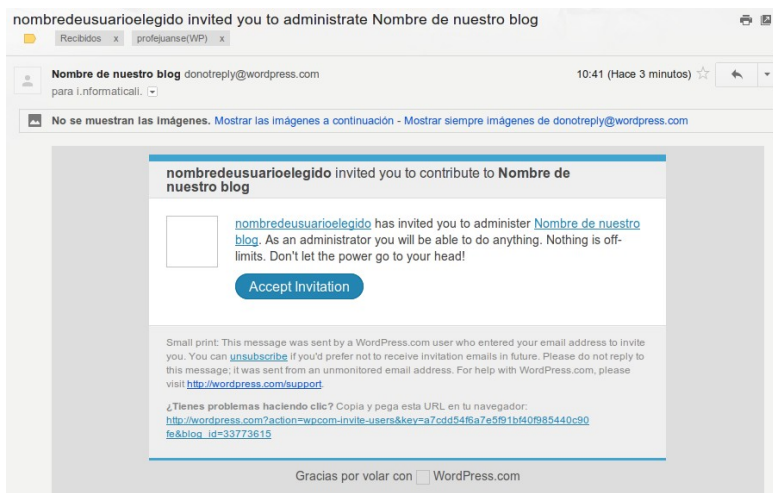 nombredeusuarioelegido invited you to administrate Nombre de nuestro blog
Recibidos x profejuanse(WP) x
Nombre de nuestro blog donotreply@wordpress.com 10:41 (Hace 3 minutos)
para i.nformaticali.
No se muestran las imágenes. Mostrar las imágenes a continuación - Mostrar siempre imágenes de donotreply@wordpress.com
nombredeusuarioelegido invited you to contribute to Nombre de
nuestro blog
nombredeusuarioelegido has invited you to administer Nombre de nuestro
blog. As an administrator you will be able to do anything. Nothing is off-
limits. Don't let the power go to your head!
Accept Invitation
Small print: This message was sent by a WordPress.com user who entered your email address to invite
you. You can unsubscribe if you'd prefer not to receive invitation emails in future. Please do not reply to
this message; it was sent from an unmonitored email address. For help with WordPress.com, please
visit http://wordpress.com/support.
¿Tienes problemas haciendo clic? Copia y pega esta URL en tu navegador:
http://wordpress.com?action=wpcom-invite-users&key=a7cdd54f6a7e5f91bf40f985440c90
fe&blog_id=33773615
Gracias por volar con WordPress.com